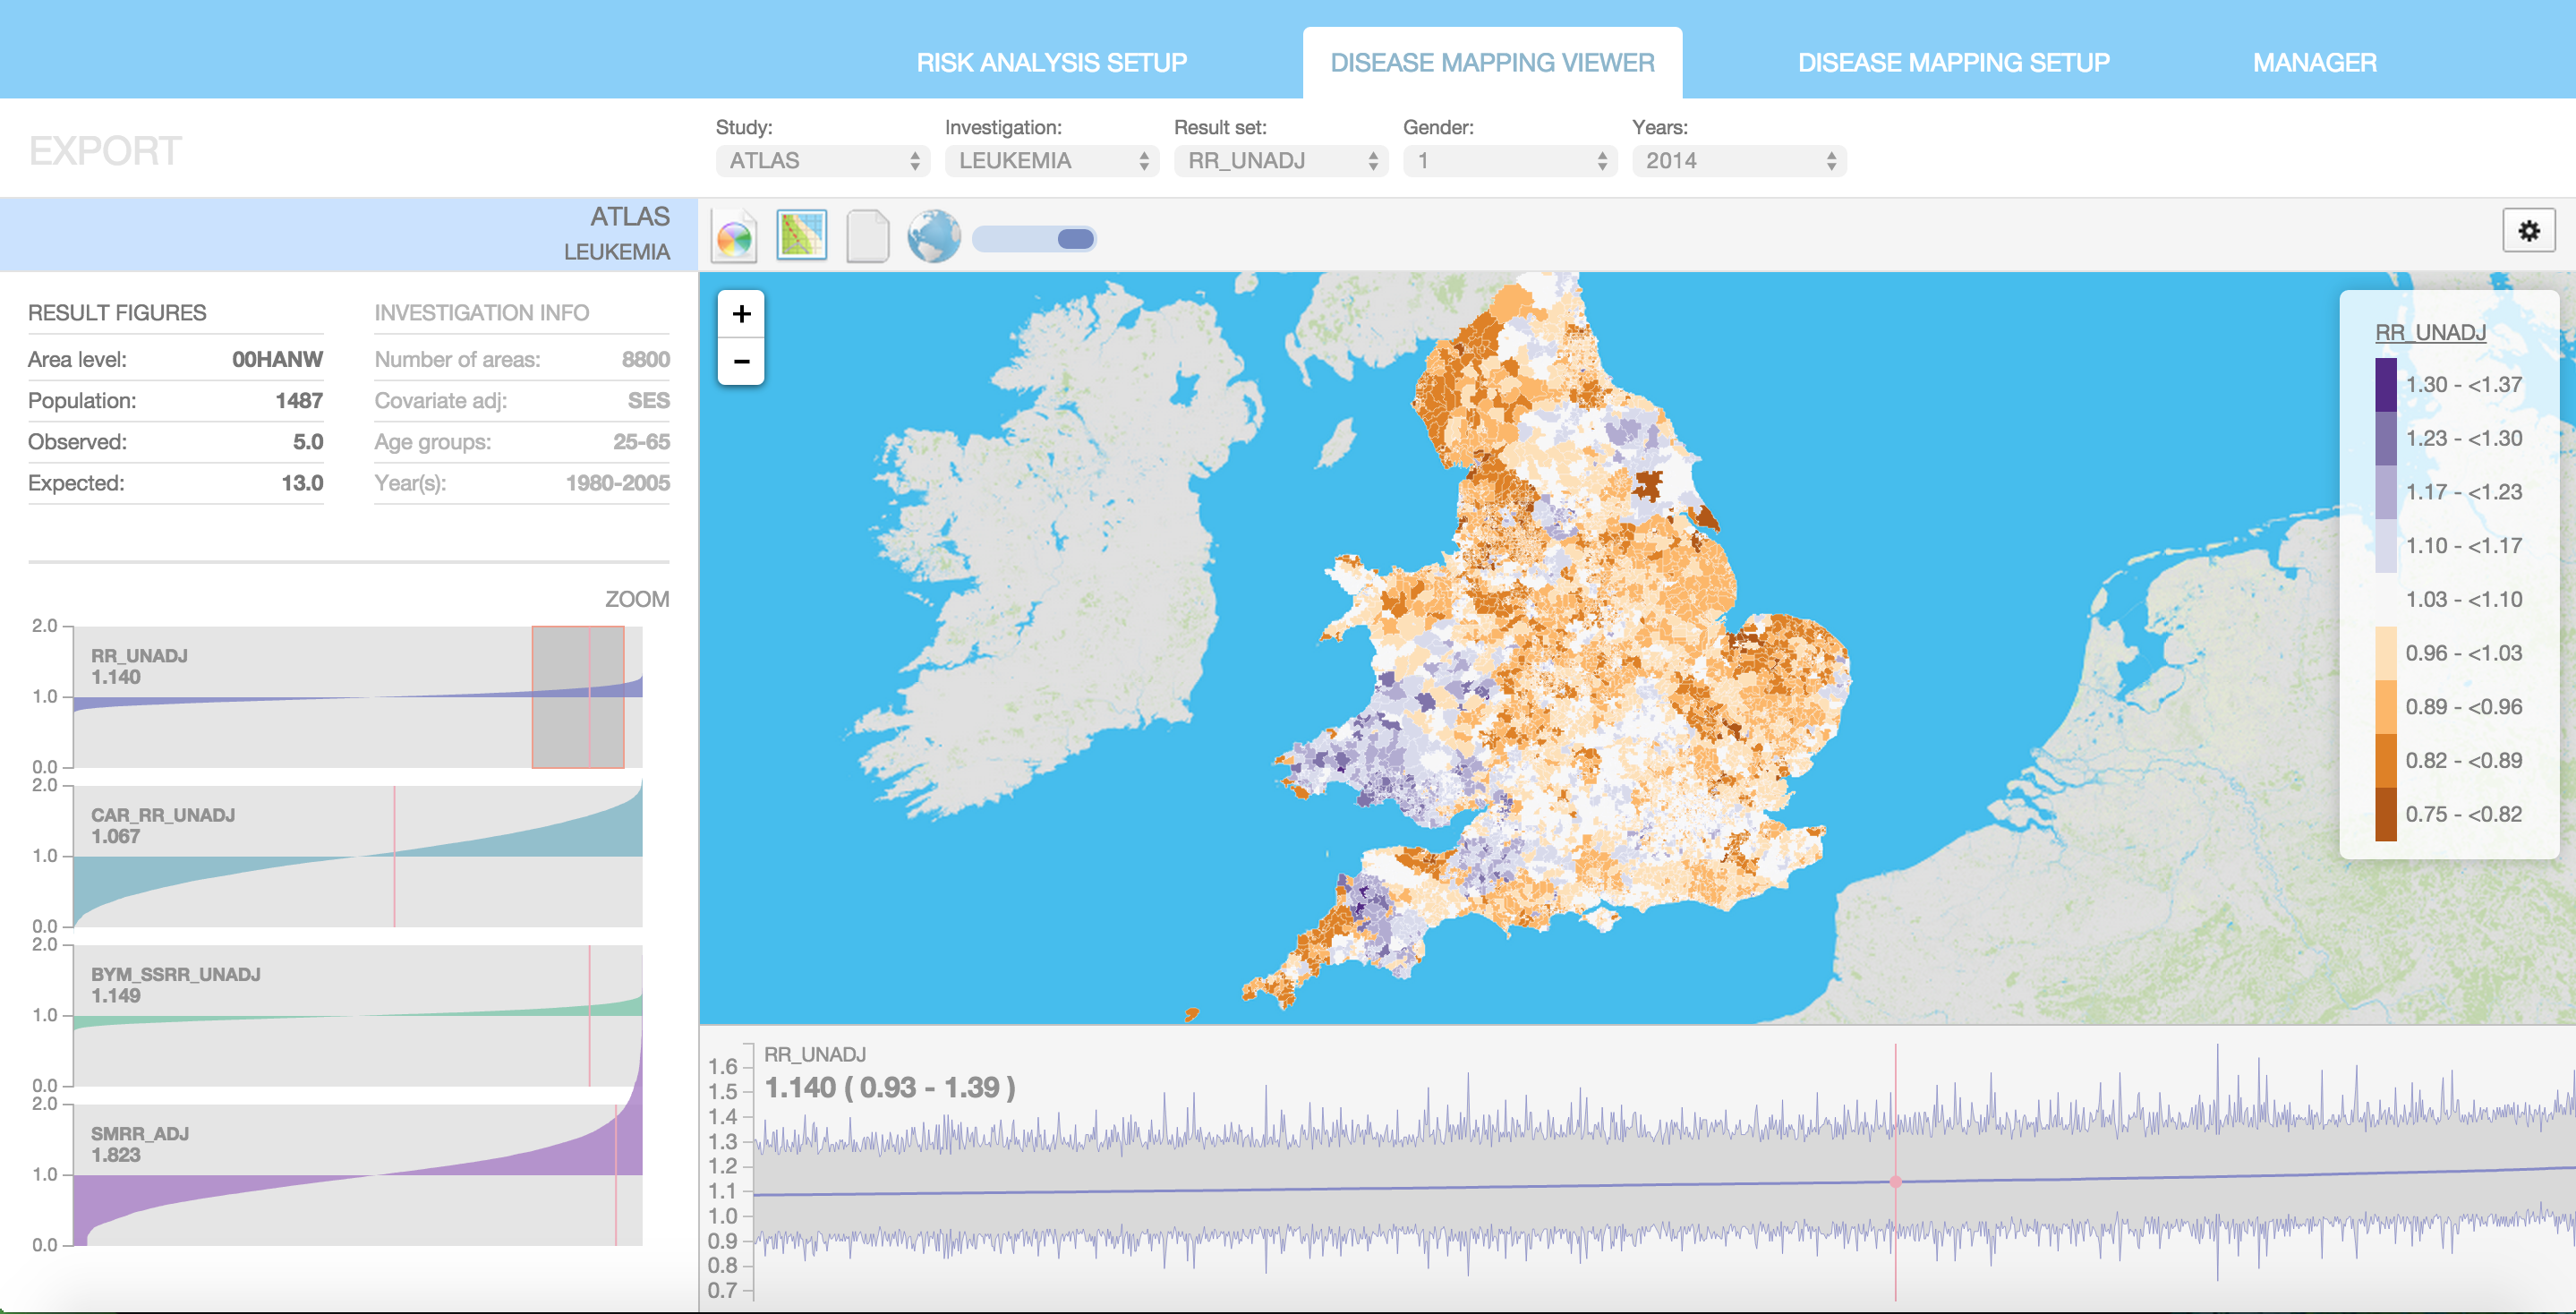 RISK ANALYSIS SETUP
DISEASE MAPPING VIEWER
DISEASE MAPPING SETUP
MANAGER
EXPORT
Study:
ATLAS
Investigation:
LEUKEMIA
Result set:
RR_UNADJ
Gender:
1
Years:
2014
ATLAS
LEUKEMIA
RESULT FIGURES
Area level: 00HANW
Population: 1487
Observed: 5.0
Expected: 13.0
INVESTIGATION INFO
Number of areas: 8800
Covariate adj: SES
Age groups: 25-65
Year(s): 1980-2005
ZOOM
2.0
RR_UNADJ
1.140
1.0
0.0
2.0
CAR_RR_UNADJ
1.067
1.0
0.0
2.0
BYM_SSRR_UNADJ
1.149
1.0
0.0
2.0
SMRR_ADJ
1.823
1.0
0.0
+
−
RR_UNADJ
1.30 - <1.37
1.23 - <1.30
1.17 - <1.23
1.10 - <1.17
1.03 - <1.10
0.96 - <1.03
0.89 - <0.96
0.82 - <0.89
0.75 - <0.82
RR_UNADJ
1.140 ( 0.93 - 1.39 )
1.6
1.5
1.4
1.3
1.2
1.1
1.0
0.9
0.8
0.7